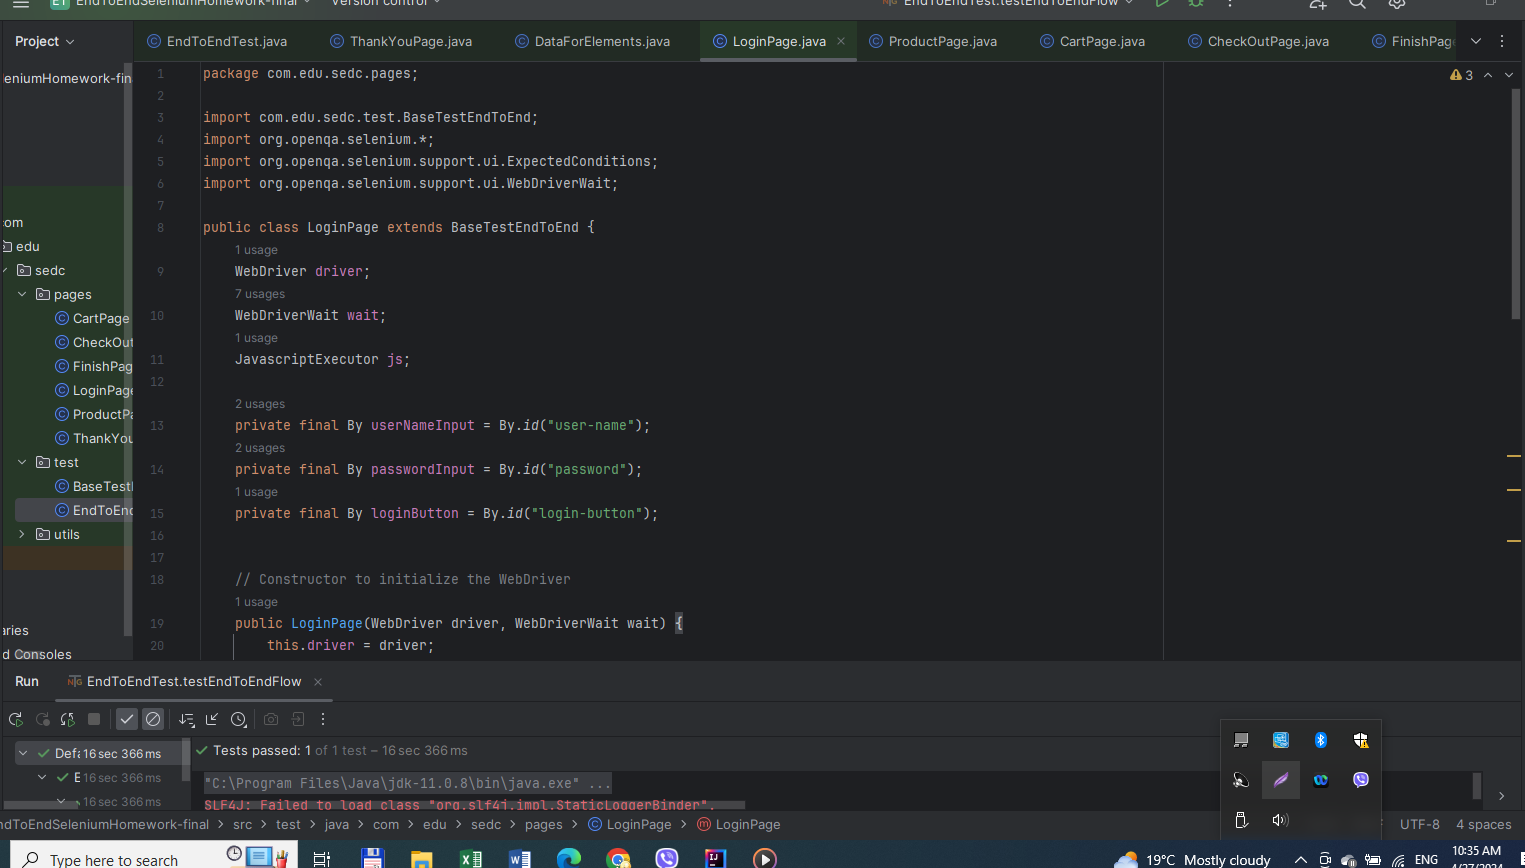 ET EndToEndSeleniumHomework-final Version control EndToEndTest.testEndToEndFlow
Project
EndToEndTest.java ThankYouPage.java DataForElements.java LoginPage.java × ProductPage.java CartPage.java CheckOutPage.java FinishPage
eniumHomework-fin
com
edu
sedc
pages
CartPage
CheckOut
FinishPag
LoginPage
ProductPa
ThankYou
test
BaseTest
EndToEnd
utils
aries
d Consoles
3
1 package com.edu.sedc.pages;
2
3 import com.edu.sedc.test.BaseTestEndToEnd;
4 import org.openqa.selenium.*;
5 import org.openqa.selenium.support.ui.ExpectedConditions;
6 import org.openqa.selenium.support.ui.WebDriverWait;
7
8 public class LoginPage extends BaseTestEndToEnd {
1 usage
9 WebDriver driver;
7 usages
10 WebDriverWait wait;
1 usage
11 JavascriptExecutor js;
12
2 usages
13 private final By userNameInput = By.id("user-name");
2 usages
14 private final By passwordInput = By.id("password");
1 usage
15 private final By loginButton = By.id("login-button");
16
17
18 // Constructor to initialize the WebDriver
1 usage
19 public LoginPage(WebDriver driver, WebDriverWait wait) {
20 this.driver = driver;
Run EndToEndTest.testEndToEndFlow ×
Defa 16 sec 366 ms
E 16 sec 366 ms
16 sec 366 ms
Tests passed: 1 of 1 test – 16 sec 366 ms
"C:\Program Files\Java\jdk-11.0.8\bin\java.exe" ...
SLF4J: Failed to load class "org.slf4j.impl.StaticLoggerBinder".
ndToEndSeleniumHomework-final > src > test > java > com > edu > sedc > pages > LoginPage > LoginPage
UTF-8 4 spaces
Type here to search
19°C Mostly cloudy
ENG
10:35 AM